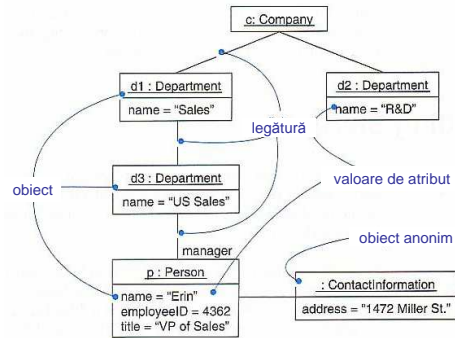 c: Company
d1 : Department
name = “Sales”
d2 : Department
name = “R&D”
legătură
obiect
d3 : Department
name = “US Sales”
valoare de atribut
manager
obiect anonim
p : Person
name = “Erin”
employeeID = 4362
title = “VP of Sales”
: ContactInformation
address = “1472 Miller St.”